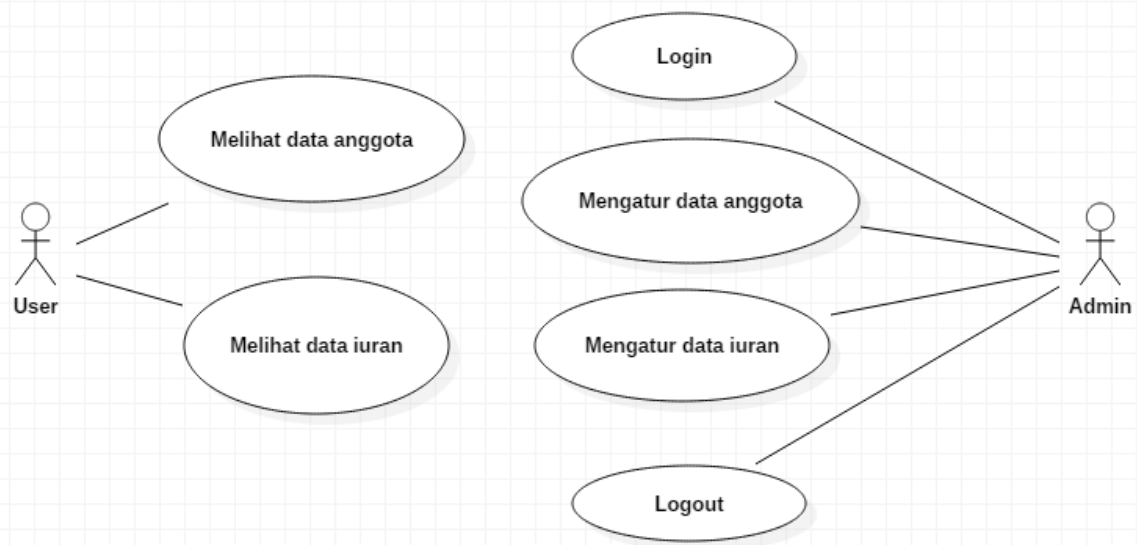 Login
Melihat data anggota
Mengatur data anggota
User
Admin
Melihat data iuran
Mengatur data iuran
Logout